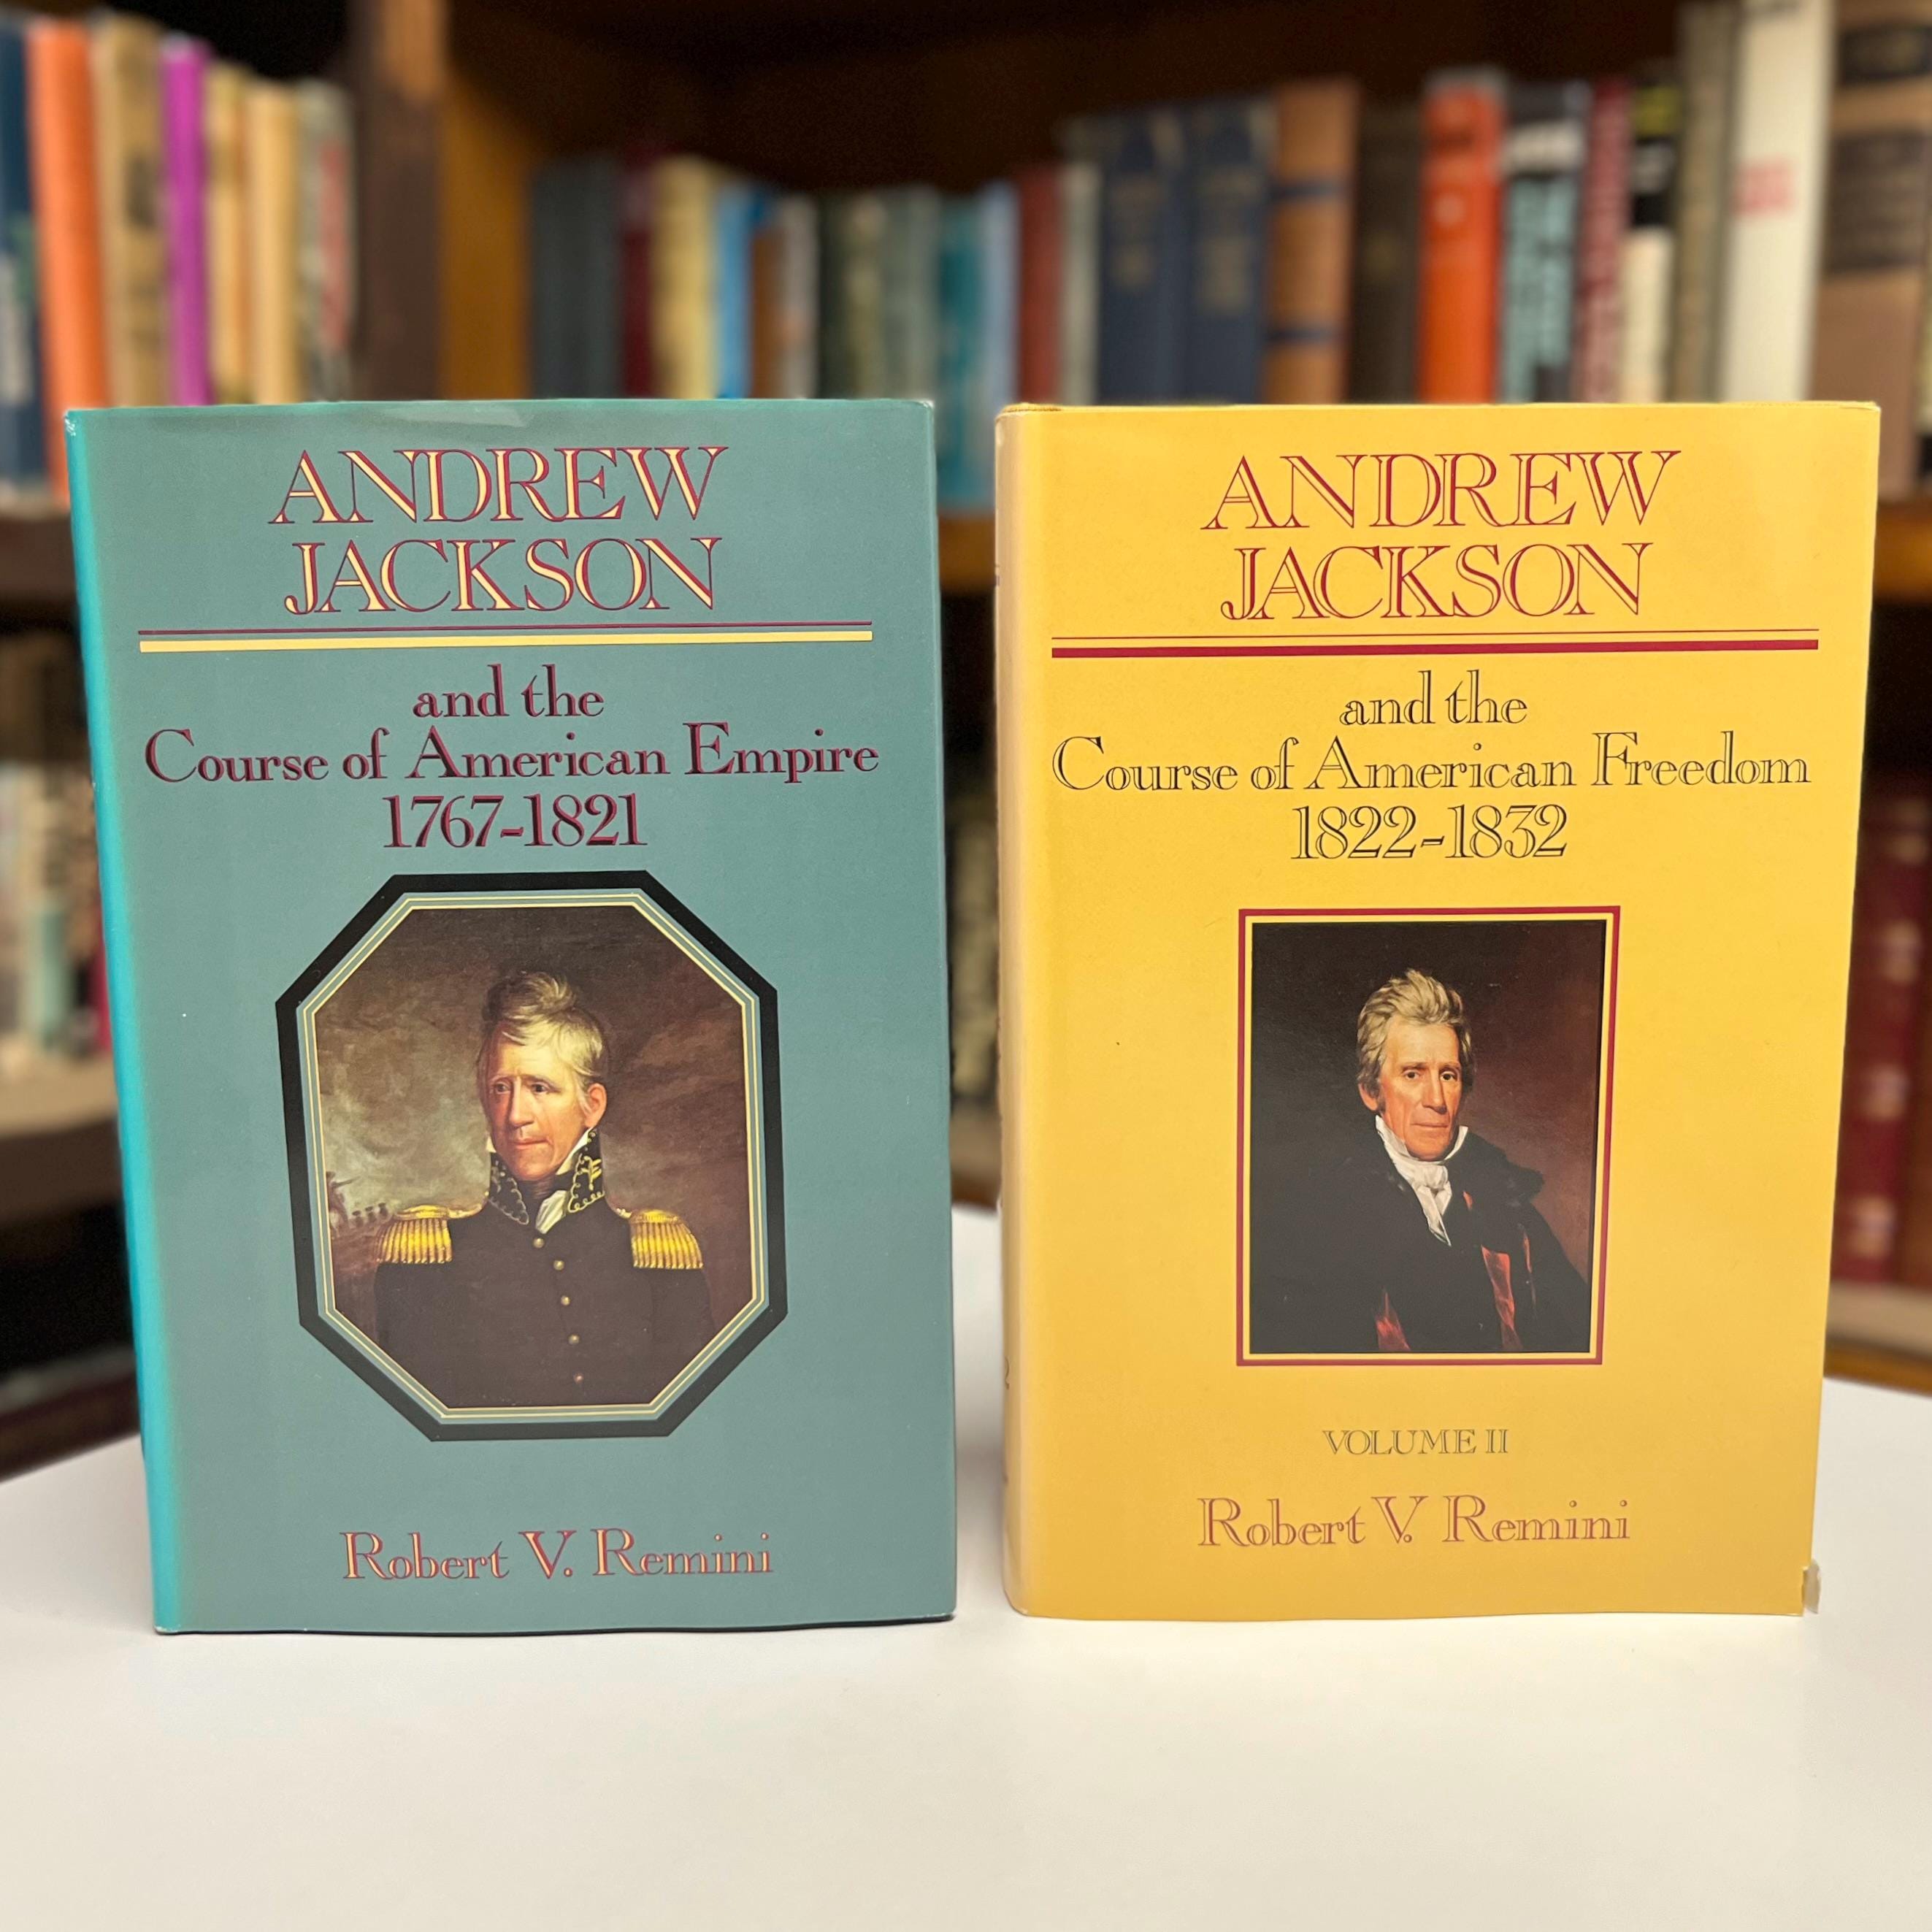 ANDREW
JACKSON
and the
Course of American Empire
1767-1821
Robert V. Remini
ANDREW
JACKSON
and the
Course of American Freedom
1822-1832
VOLUME II
Robert V. Remini